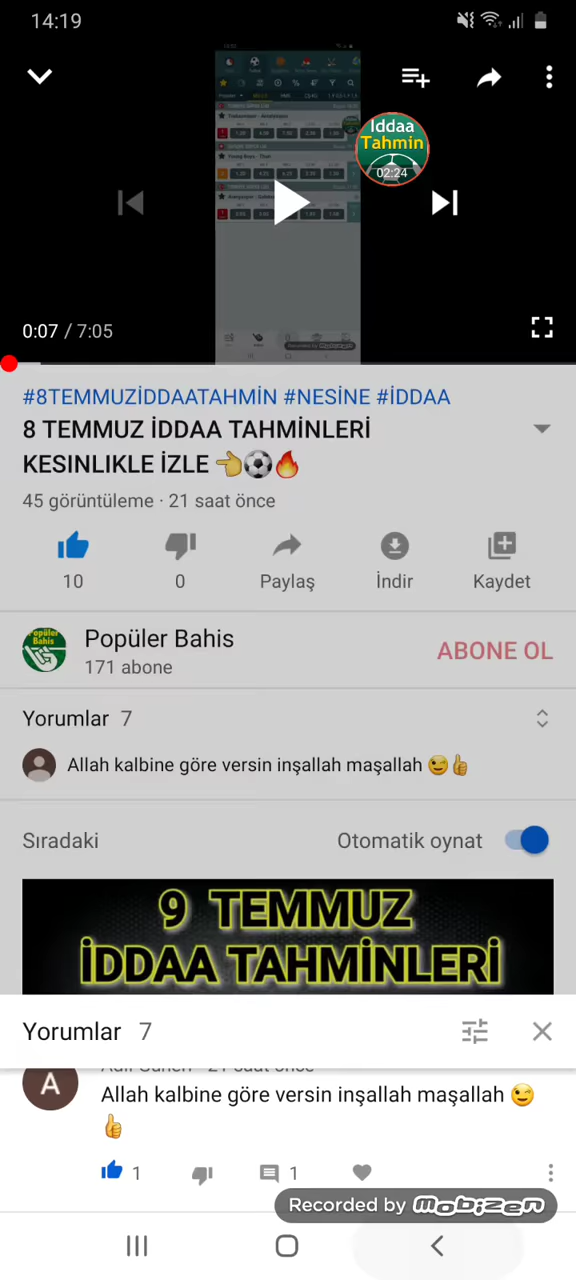 14:19
Iddaa
Tahmin
02:24
0:07 / 7:05
#8TEMMUZİDDAATAHMİN #NESİNE #İDDAA
8 TEMMUZ İDDAA TAHMİNLERİ
KESINLIKLE İZLE 👈⚽🔥
45 görüntüleme · 21 saat önce
10 0 Paylaş İndir Kaydet
Popüler Bahis
Popüler Bahis
171 abone
ABONE OL
Yorumlar 7
Allah kalbine göre versin inşallah maşallah 😉👍
Sıradaki Otomatik oynat
9 TEMMUZ
İDDAA TAHMİNLERİ
Yorumlar 7
A
Allah kalbine göre versin inşallah maşallah 😉
👍
1 1
Recorded by mobizen